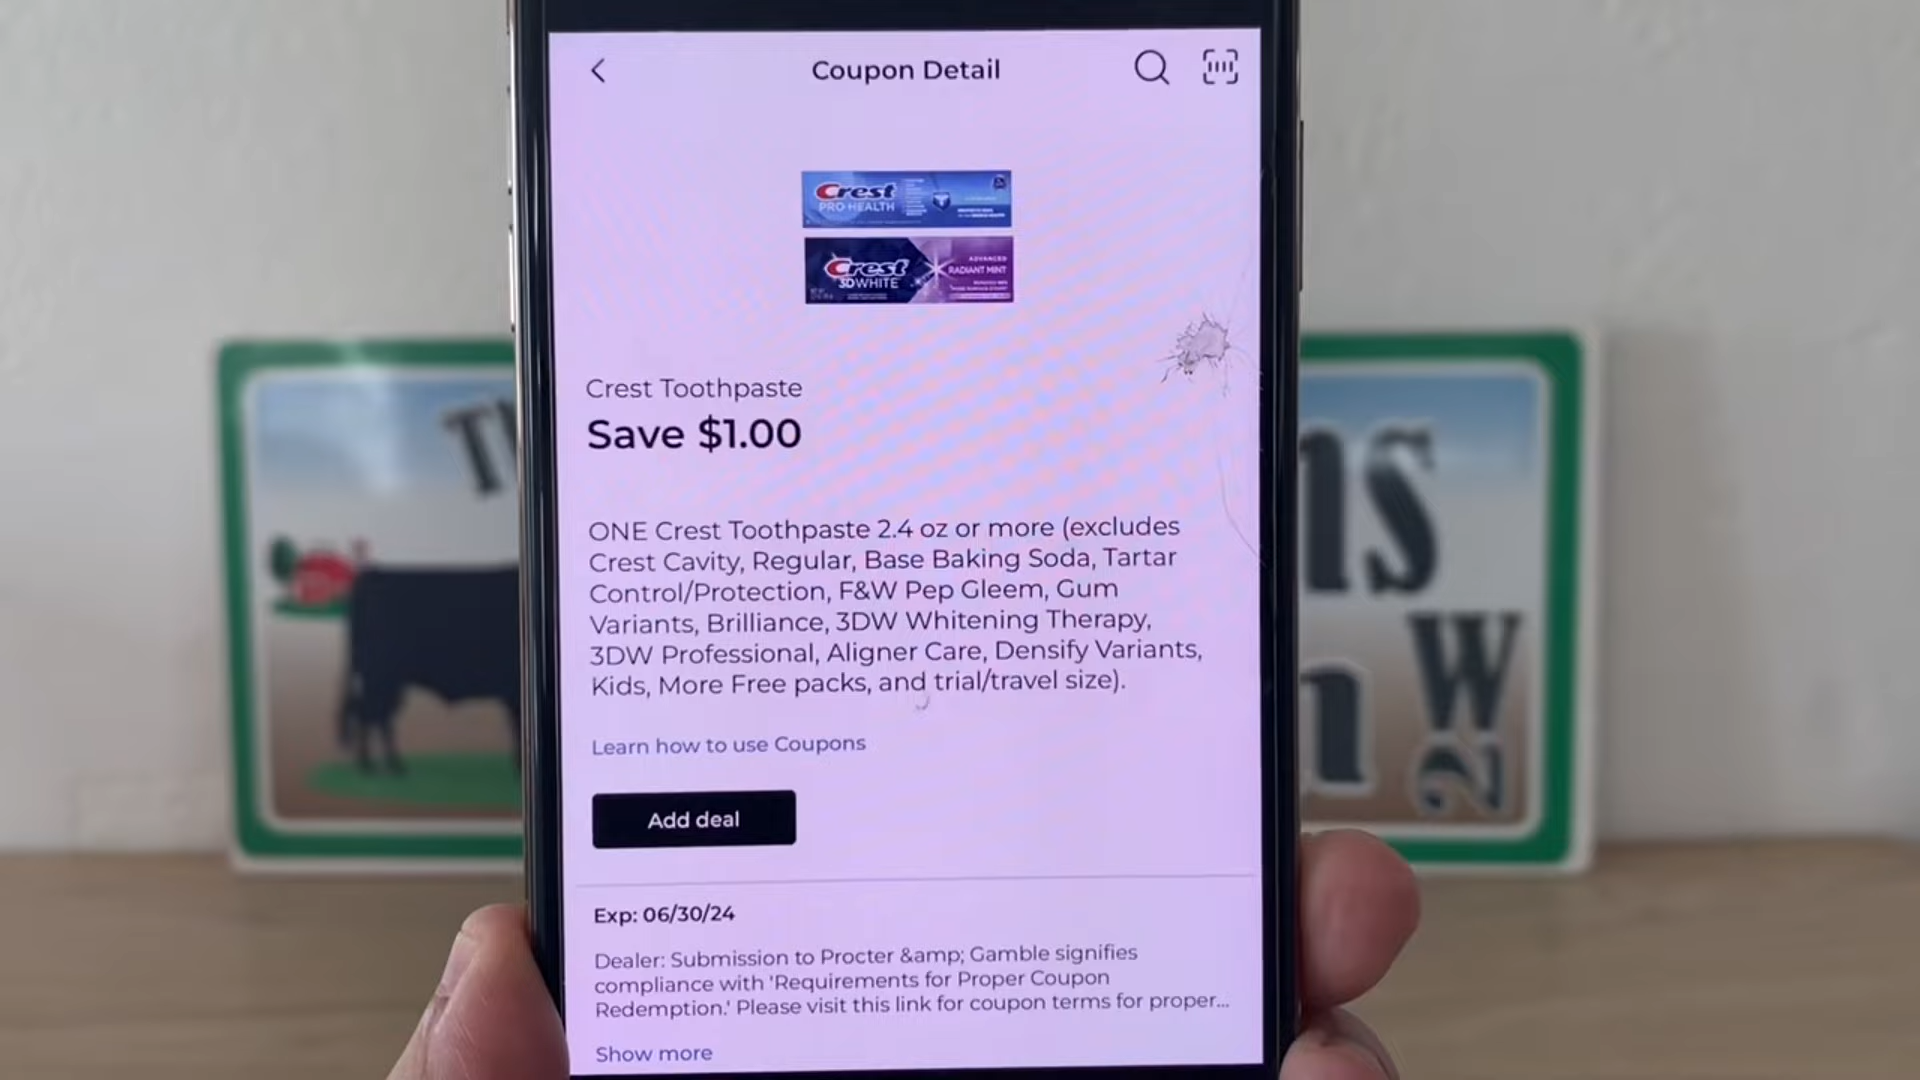 Coupon Detail
Crest
PRO-HEALTH
Crest
3DWHITE
ADVANCED
RADIANT MINT
Crest Toothpaste
Save $1.00
ONE Crest Toothpaste 2.4 oz or more (excludes
Crest Cavity, Regular, Base Baking Soda, Tartar
Control/Protection, F&W Pep Gleem, Gum
Variants, Brilliance, 3DW Whitening Therapy,
3DW Professional, Aligner Care, Densify Variants,
Kids, More Free packs, and trial/travel size).
Learn how to use Coupons
Add deal
Exp: 06/30/24
Dealer: Submission to Procter &amp; Gamble signifies
compliance with 'Requirements for Proper Coupon
Redemption.' Please visit this link for coupon terms for proper...
Show more